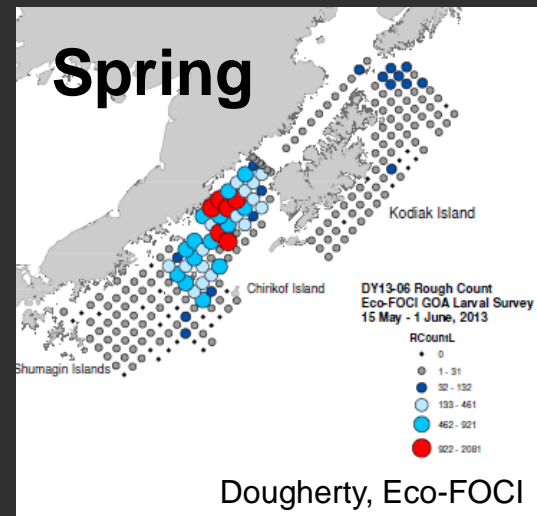 Spring
Kodiak Island
Chirikof Island
DY13-06 Rough Count
Eco-FOCI GOA Larval Survey
15 May - 1 June, 2013
RCountL
0
1 - 31
32 - 132
133 - 461
462 - 921
922 - 2081
Shumagin Islands
Dougherty, Eco-FOCI